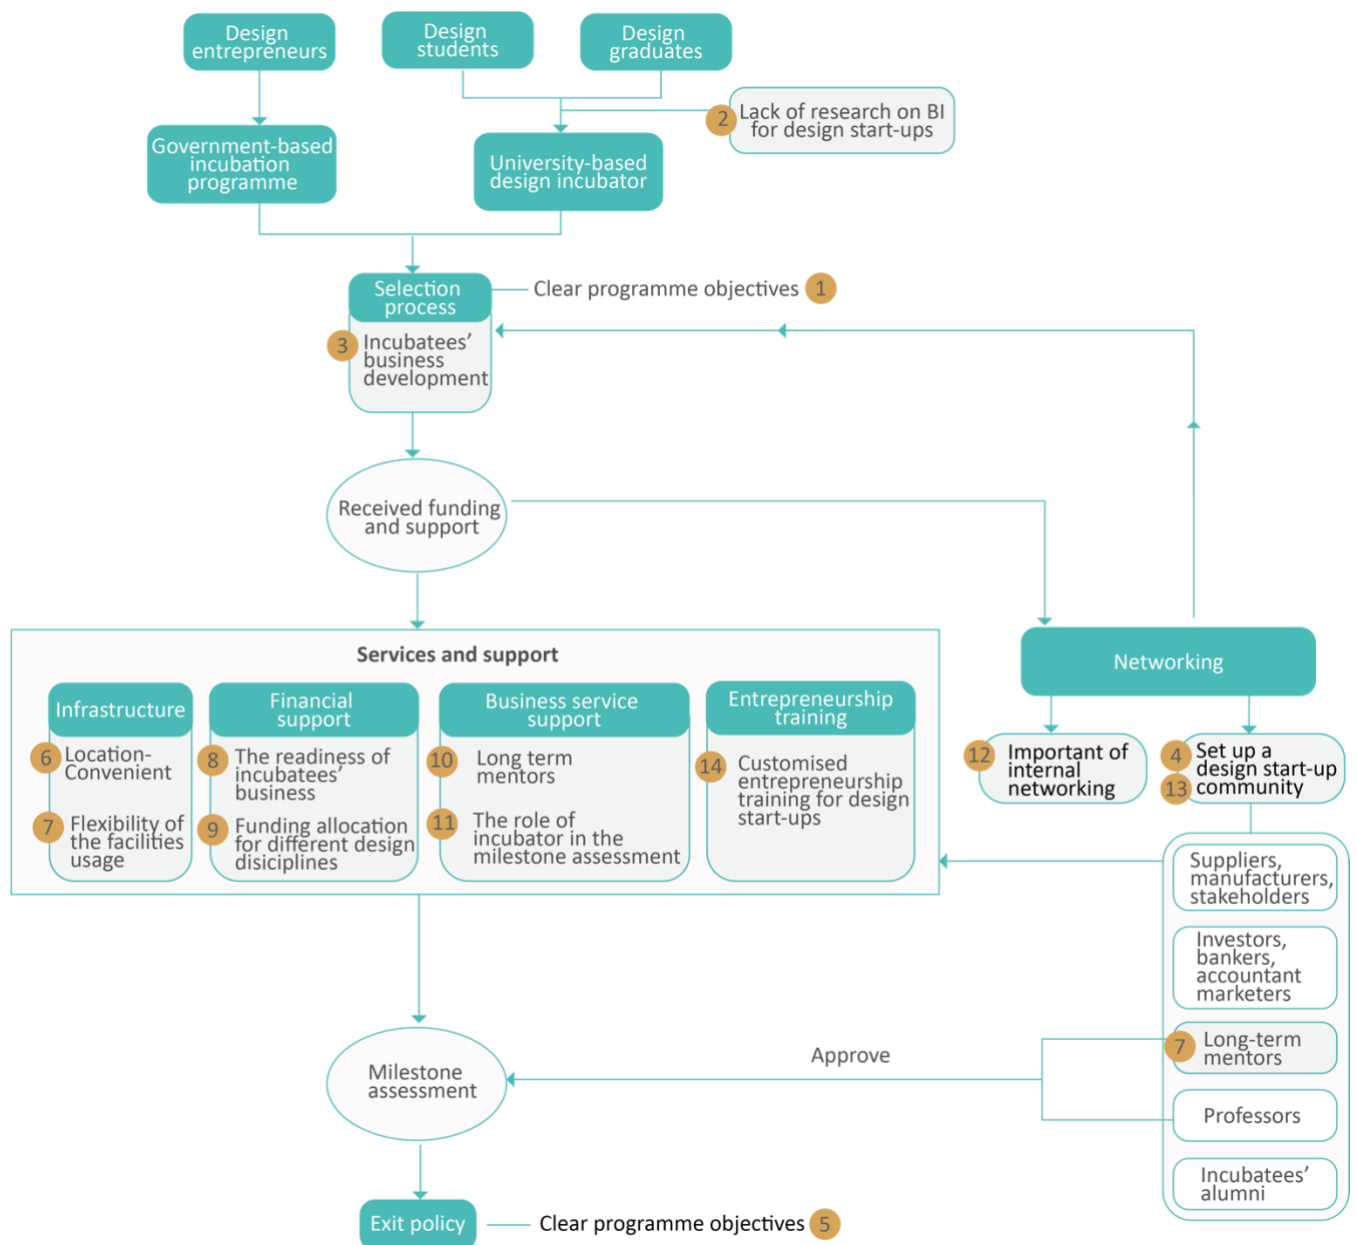 Design
entrepreneurs
Design
students
Design
graduates
2
Lack of research on BI
for design start-ups
Government-based
incubation
programme
University-based
design incubator
Selection
process
Clear programme objectives 1
3
Incubatees'
business
development
Received funding
and support
Services and support
Infrastructure
6
Location-
Convenient
7
Flexibility of
the facilities
usage
Financial
support
8
The readiness of
incubatees'
business
9
Funding allocation
for different design
disiciplines
Business service
support
10
Long term
mentors
11
The role of
incubator in the
milestone assessment
Entrepreneurship
training
14
Customised
entrepreneurship
training for design
start-ups
Networking
12
Important of
internal
networking
4
13
Set up a
design start-up
community
Suppliers,
manufacturers,
stakeholders
Investors,
bankers,
accountant
marketers
7
Long-term
mentors
Professors
Incubatees'
alumni
Approve
Milestone
assessment
Exit policy
Clear programme objectives 5